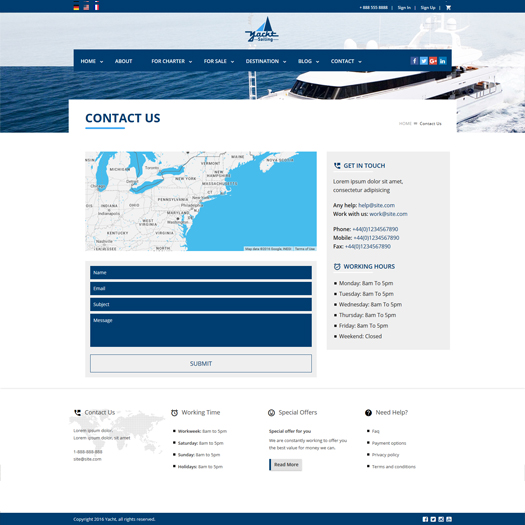 + 888 555 8888 | Sign In | Sign Up |
Yacht
Sailing
HOME ABOUT FOR CHARTER FOR SALE DESTINATION BLOG CONTACT
CONTACT US
HOME Contact Us
MICHIGAN
VERMONT
NOVA SCOTIA
NEW HAMPSHIRE
NEW YORK
MASSACHUSETTS
PENNSYLVANIA
New York
OHIO
Philadelphia
INDIANA
Indianapolis
MARYLAND
WEST
VIRGINIA
KENTUCKY
VIRGINIA
Nashville
NORTH
Map data ©2016 Google, INEGI Terms of Use
Name
Email
Subject
Message
SUBMIT
GET IN TOUCH
Lorem ipsum dolor sit amet,
consectetur adipisicing
Any help: help@site.com
Work with us: work@site.com
Phone: +44(0)1234567890
Mobile: +44(0)1234567890
Fax: +44(0)1234567890
WORKING HOURS
Monday: 8am To 5pm
Tuesday: 8am To 5pm
Wednesday: 8am To 5pm
Thursday: 8am To 5pm
Friday: 8am To 5pm
Weekend: Closed
Contact Us
Lorem ipsum dolor,
Lorem ipsum dolor, sit amet
1-888-888-888
site@site.com
Working Time
Workweek: 8am to 5pm
Saturday: 8am to 5pm
Sunday: 8am to 5pm
Holidays: 8am to 5pm
Special Offers
Special offer for you
We are constantly working to offer you
the best value for money we can.
Read More
Need Help?
Faq
Payment options
Privacy policy
Terms and conditions
Copyright 2016 Yacht, all rights reserved.